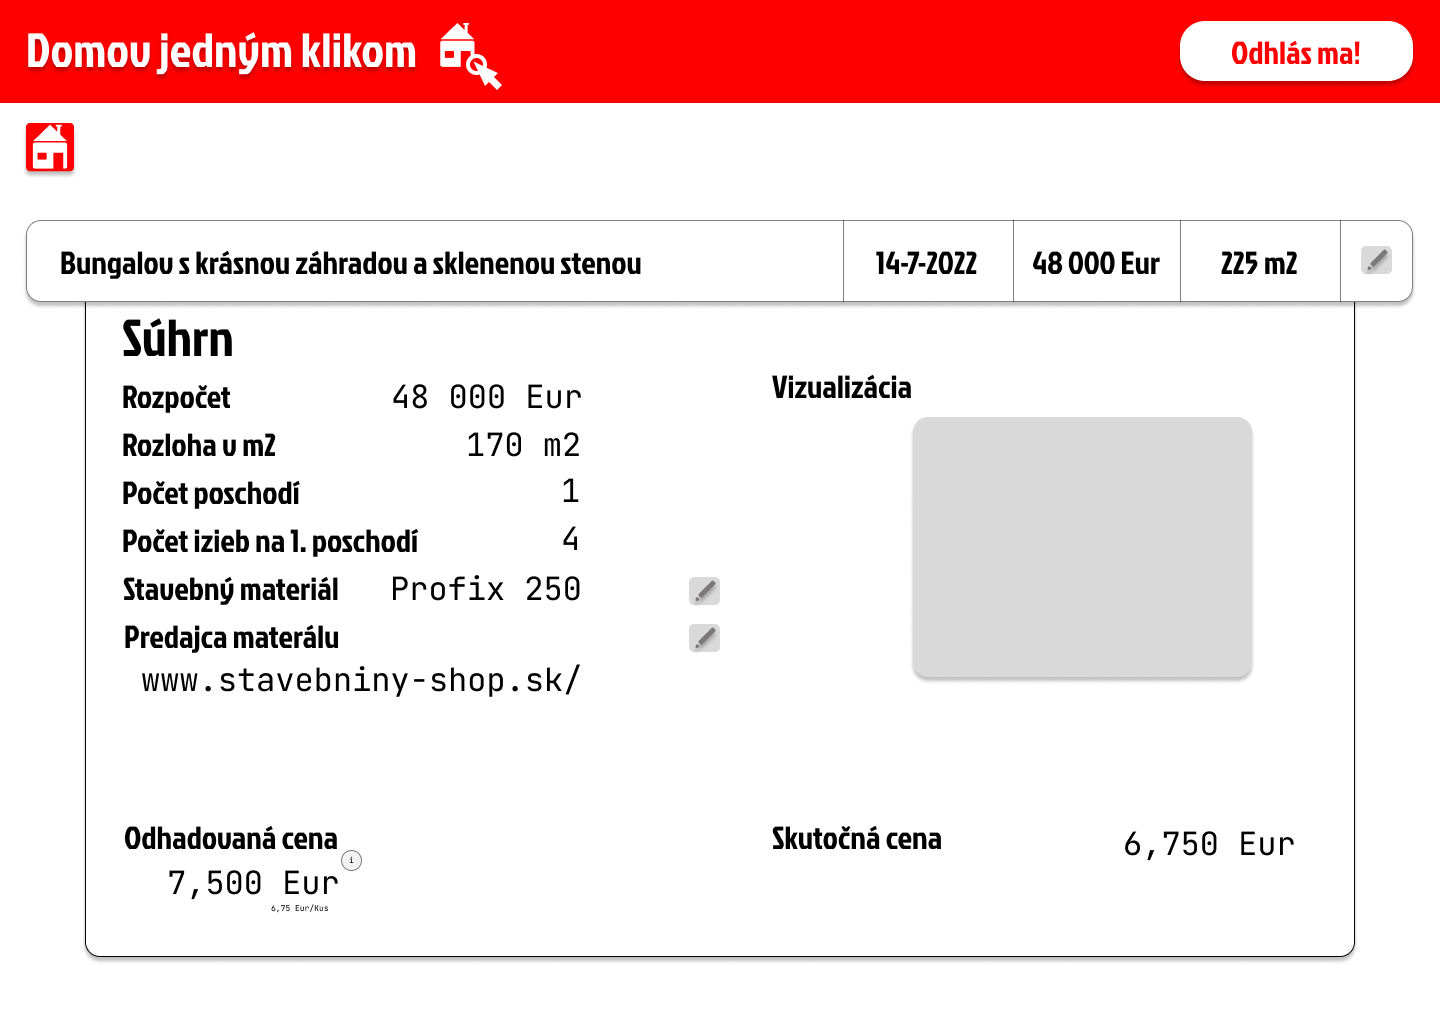 Domov jedným klikom
Odhlás ma!
Bungalov s krásnou záhradou a sklenenou stenou
14-7-2022
48 000 Eur
225 m2
Súhrn
Rozpočet 48 000 Eur
Rozloha v m2 170 m2
Počet poschodí 1
Počet izieb na 1. poschodí 4
Stavebný materiál Profix 250
Predajca materálu
www.stavebniny-shop.sk/
Vizualizácia
Odhadovaná cena
i
7,500 Eur
6,75 Eur/Kus
Skutočná cena 6,750 Eur